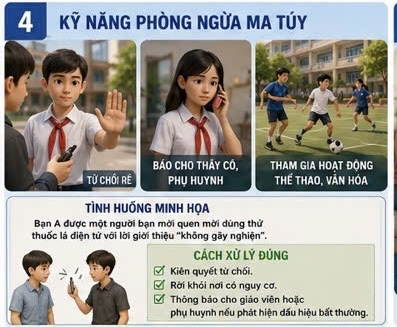 4 KỸ NĂNG PHÒNG NGỪA MA TÚY
TỪ CHỐI RẼ
BÁO CHO THẦY CÔ,
PHỤ HUYNH
THAM GIA HOẠT ĐỘNG
THỂ THAO, VĂN HÓA
TÌNH HUỐNG MINH HỌA
Bạn A được một người bạn mới quen mời dùng thử
thuốc lá điện tử với lời giới thiệu “không gây nghiện”.
CÁCH XỬ LÝ ĐÚNG
Kiên quyết từ chối.
Rời khỏi nơi có nguy cơ.
Thông báo cho giáo viên hoặc
phụ huynh nếu phát hiện dấu hiệu bất thường.